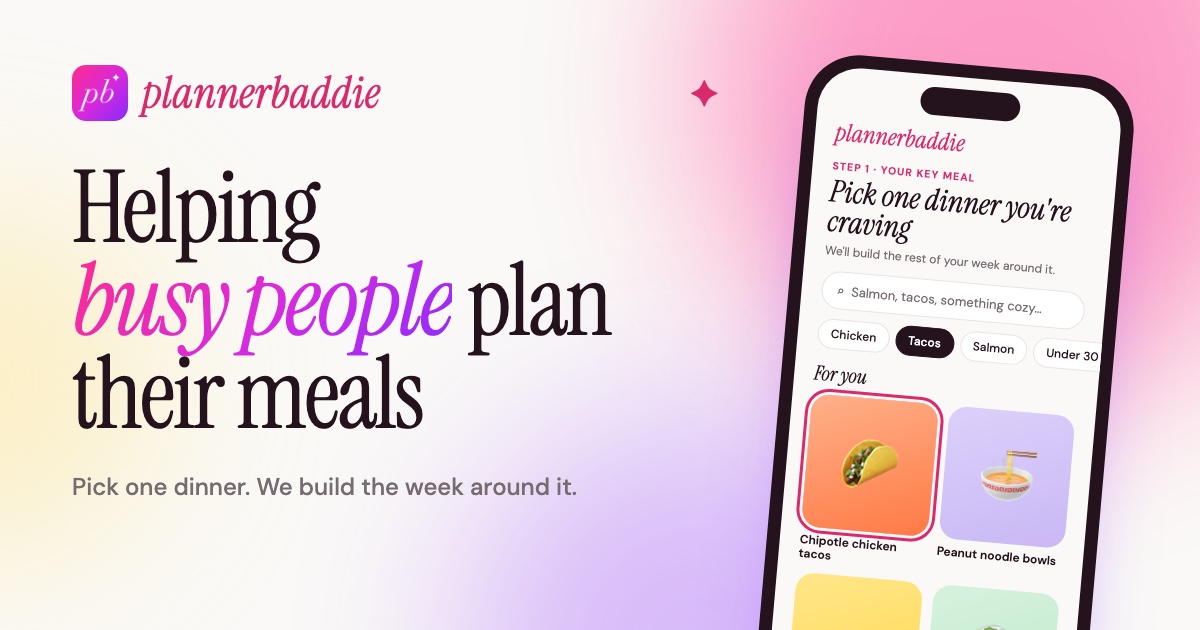 pb
plannerbaddie
Helping
busy people plan
their meals
Pick one dinner. We build the week around it.
plannerbaddie
STEP 1 · YOUR KEY MEAL
Pick one dinner you're
craving
We'll build the rest of your week around it.
Salmon, tacos, something cozy...
Chicken Tacos Salmon Under 30
For you
Chipotle chicken
tacos
Peanut noodle bowls